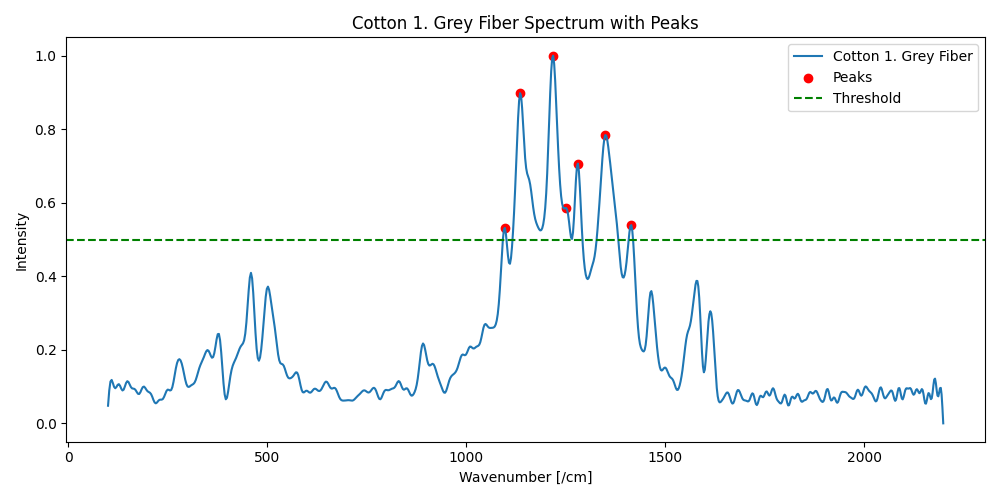 Cotton 1. Grey Fiber Spectrum with Peaks
Cotton 1. Grey Fiber
Peaks
Threshold
Intensity
1.0
0.8
0.6
0.4
0.2
0.0
0 500 1000 1500 2000
Wavenumber [/cm]